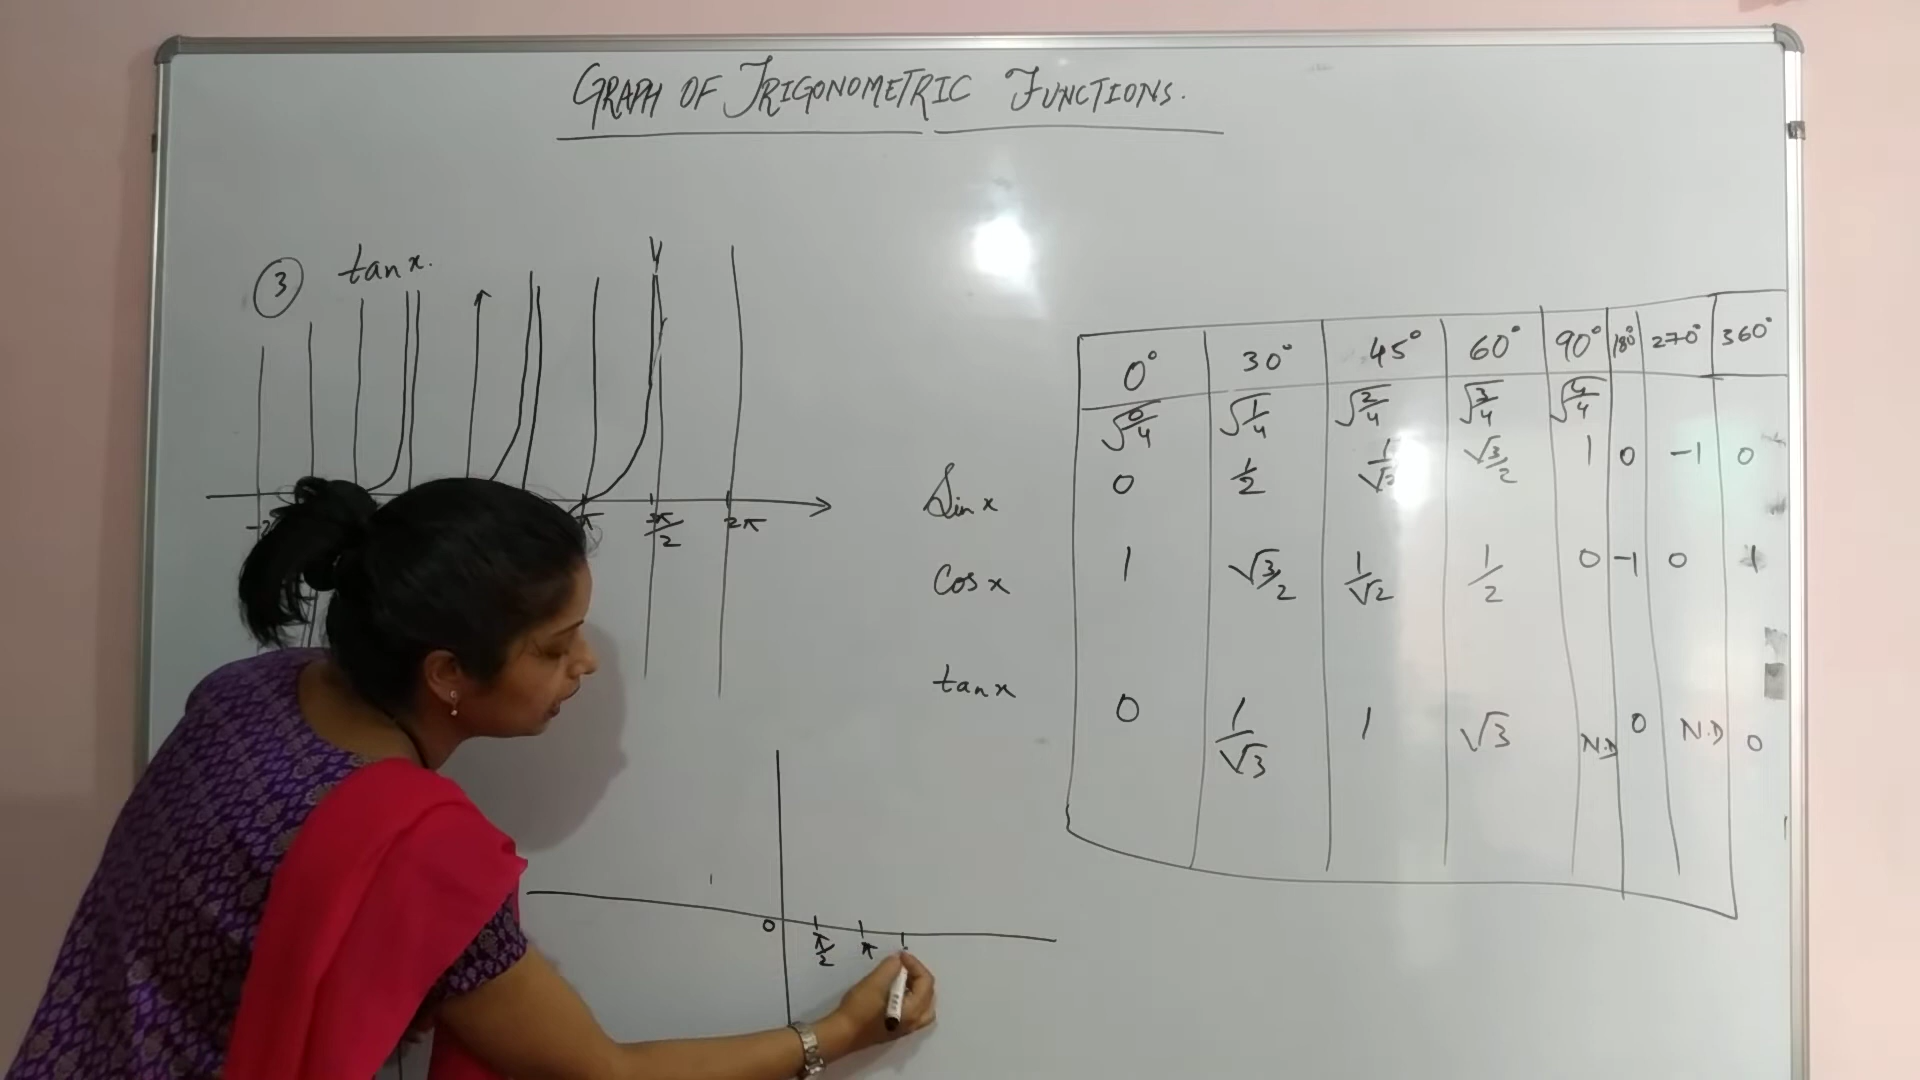 GRAPH OF TRIGONOMETRIC FUNCTIONS.
③ tan x.
π 3π/2 2π
0° 30° 45° 60° 90° 180° 270° 360°
√0/4 √1/4 √2/4 √3/4 √4/4
Sin x 0 1/2 1/√2 √3/2 1 0 -1 0
Cos x 1 √3/2 1/√2 1/2 0 -1 0 1
tan x 0 1/√3 1 √3 N.D 0 N.D 0
0 π/2 π